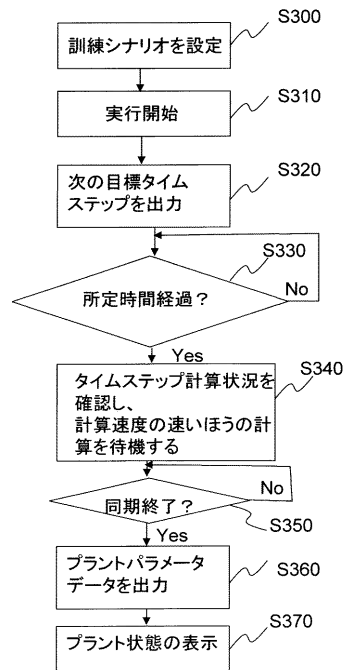 S300
訓練シナリオを設定
S310
実行開始
S320
次の目標タイム
ステップを出力
S330
所定時間経過？
No
Yes
S340
タイムステップ計算状況を
確認し、
計算速度の速いほうの計
算を待機する
No
同期終了？
S350
Yes
S360
プラントパラメータ
データを出力
S370
プラント状態の表示